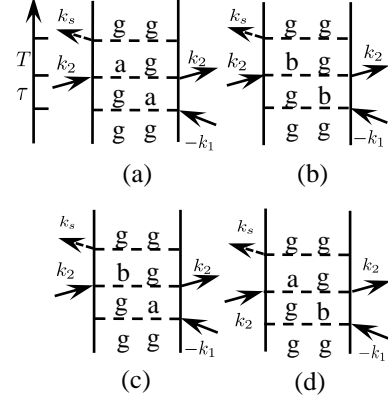 k_s g g k_s g g
T k_2 a g k_2 k_2 b g k_2
τ g a g b
g g -k_1 g g -k_1
(a) (b)
k_s g g k_s g g
k_2 b g k_2 a g k_2
g a k_2 g b
g g -k_1 g g -k_1
(c) (d)